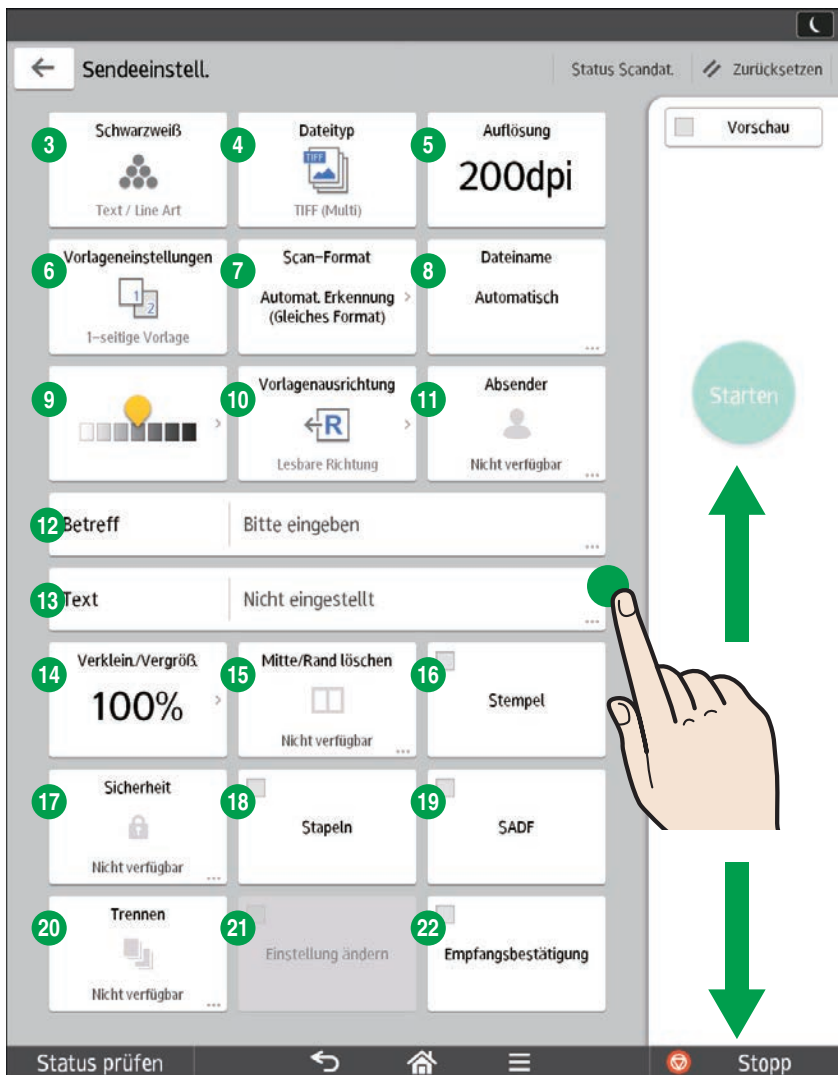 Sendeeinstell.
Status Scandat.
Zurücksetzen
3
Schwarzweiß
Text / Line Art
4
Dateityp
TIFF
TIFF (Multi)
5
Auflösung
200dpi
Vorschau
6
Vorlageneinstellungen
1
2
1-seitige Vorlage
7
Scan-Format
Automat. Erkennung
(Gleiches Format)
8
Dateiname
Automatisch
...
9
10
Vorlagenausrichtung
R
Lesbare Richtung
11
Absender
Nicht verfügbar
...
Starten
12
Betreff
Bitte eingeben
...
13
Text
Nicht eingestellt
...
14
Verklein./Vergröß.
100%
15
Mitte/Rand löschen
Nicht verfügbar
...
16
Stempel
17
Sicherheit
Nicht verfügbar
...
18
Stapeln
19
SADF
20
Trennen
Nicht verfügbar
...
21
Einstellung ändern
22
Empfangsbestätigung
Status prüfen
Stopp